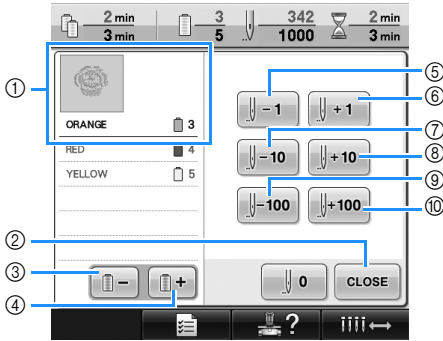 2 min 3 342 2 min
3 min 5 1000 3 min
①
ORANGE 3
RED 4
YELLOW 5
-1 +1
-10 +10
-100 +100
⑤
⑥
⑦
⑧
⑨
⑩
②
③
④
- +
0 CLOSE
?